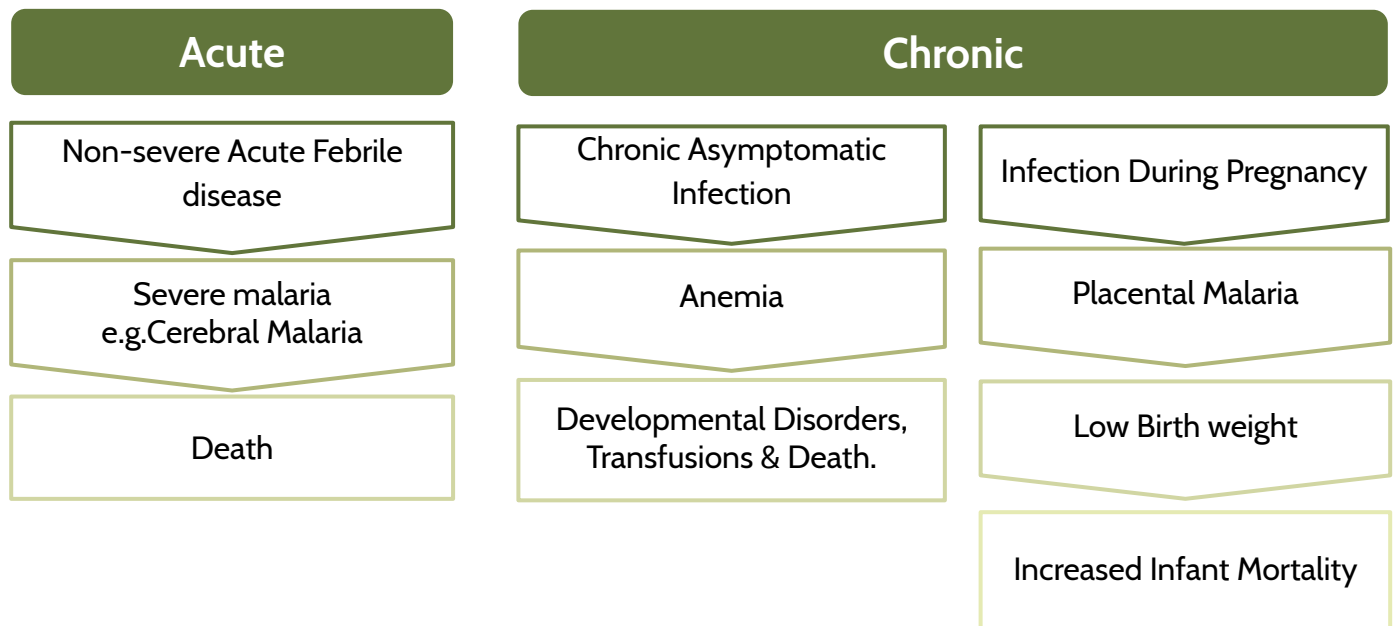 Acute
Non-severe Acute Febrile
disease
Severe malaria
e.g.Cerebral Malaria
Death
Chronic
Chronic Asymptomatic
Infection
Anemia
Developmental Disorders,
Transfusions & Death.
Infection During Pregnancy
Placental Malaria
Low Birth weight
Increased Infant Mortality